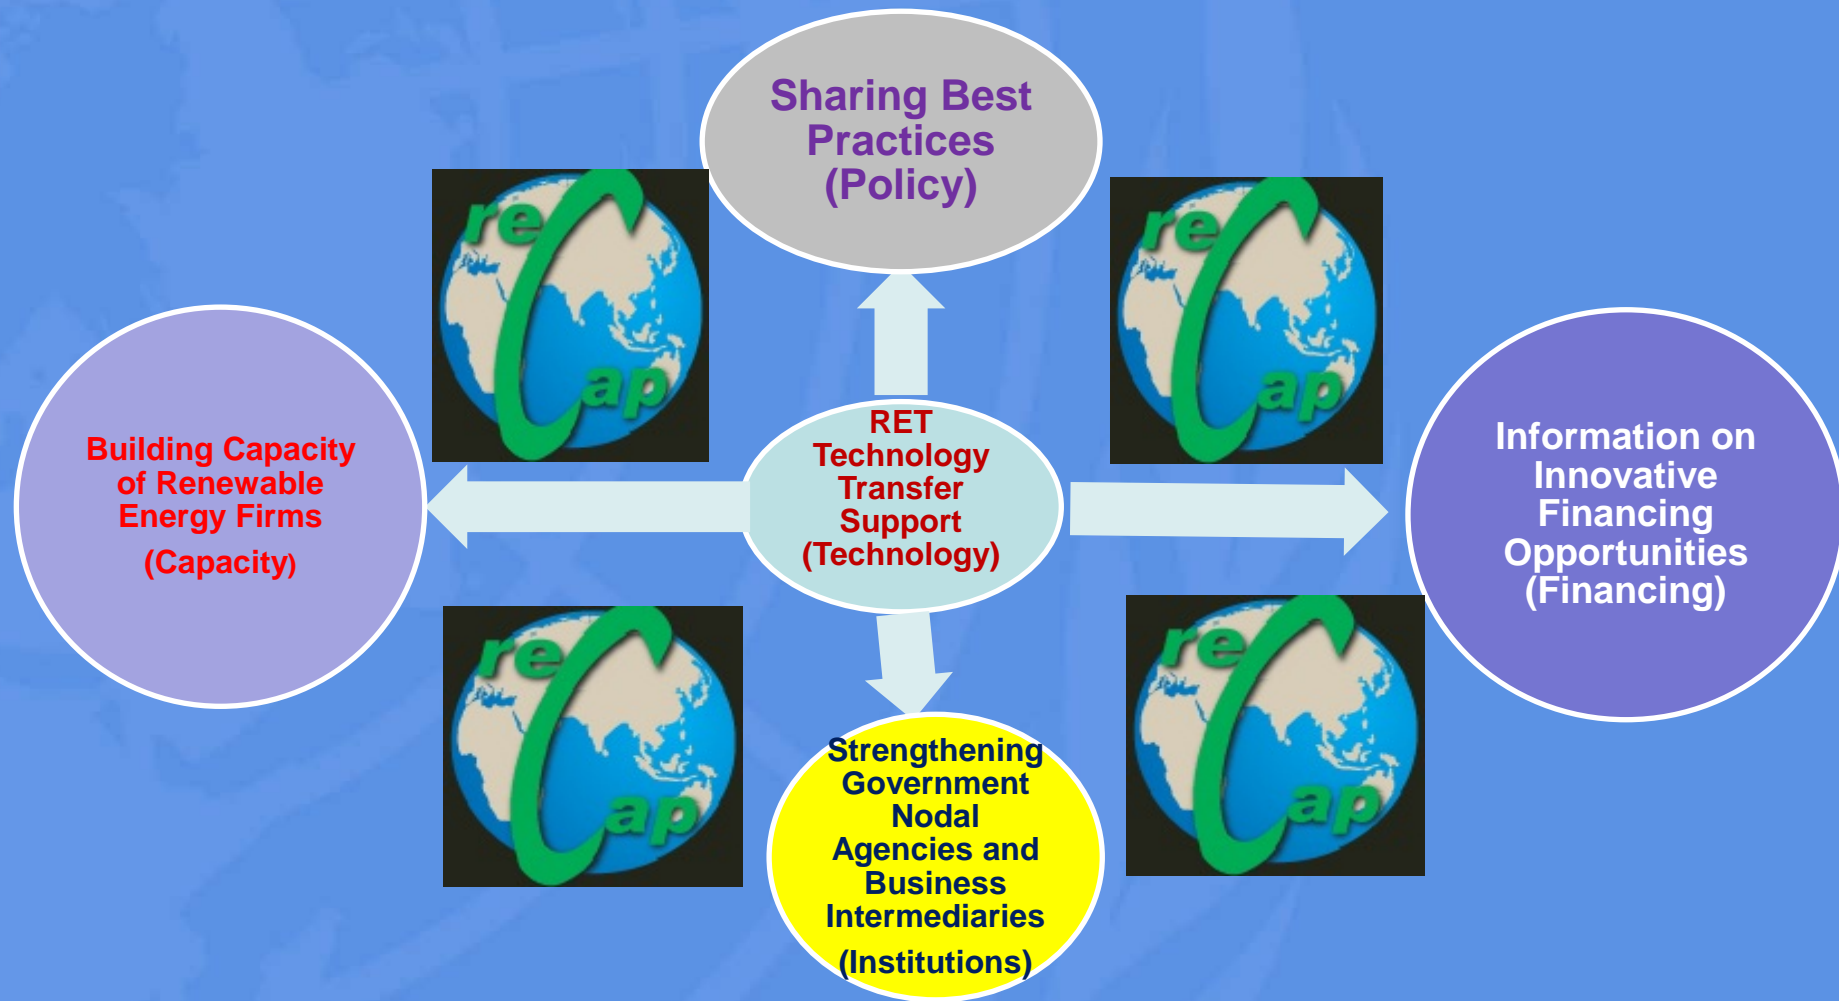 Sharing Best
Practices
(Policy)
re
Cap
re
Cap
Building Capacity
of Renewable
Energy Firms
(Capacity)
RET
Technology
Transfer
Support
(Technology)
Information on
Innovative
Financing
Opportunities
(Financing)
re
Cap
re
Cap
Strengthening
Government
Nodal
Agencies and
Business
Intermediaries
(Institutions)